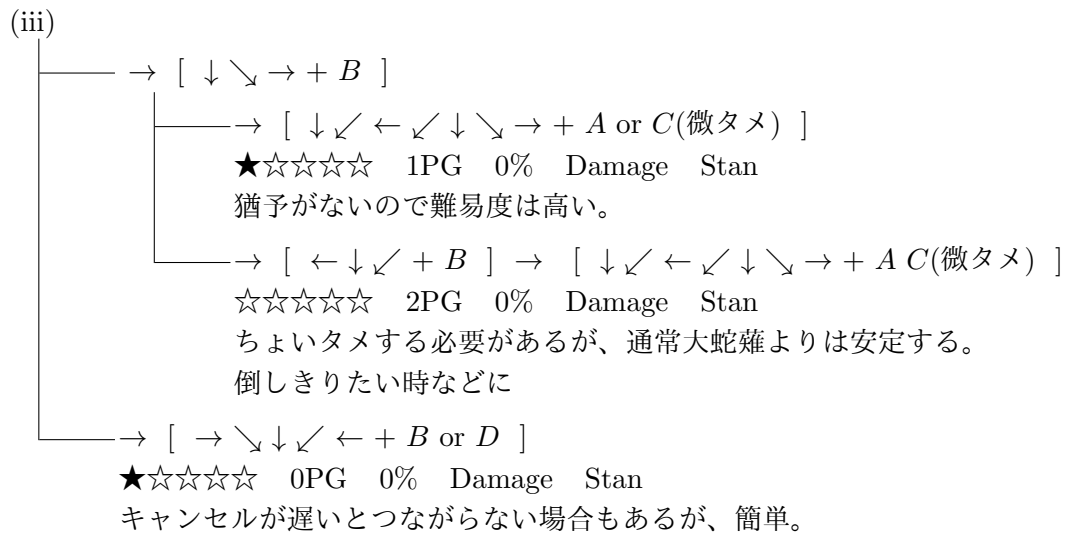 (iii)
→ [ ↓↘→ + B ]
→ [ ↓↙←↙↓↘→ + A or C(微タメ) ]
★☆☆☆☆ 1PG 0% Damage Stan
猶予がないので難易度は高い。
→ [ ←↓↙ + B ] → [ ↓↙←↙↓↘→ + A C(微タメ) ]
☆☆☆☆☆ 2PG 0% Damage Stan
ちょいタメする必要があるが、通常大蛇薙よりは安定する。
倒しきりたい時などに
→ [ →↘↓↙← + B or D ]
★☆☆☆☆ 0PG 0% Damage Stan
キャンセルが遅いとつながらない場合もあるが、簡単。